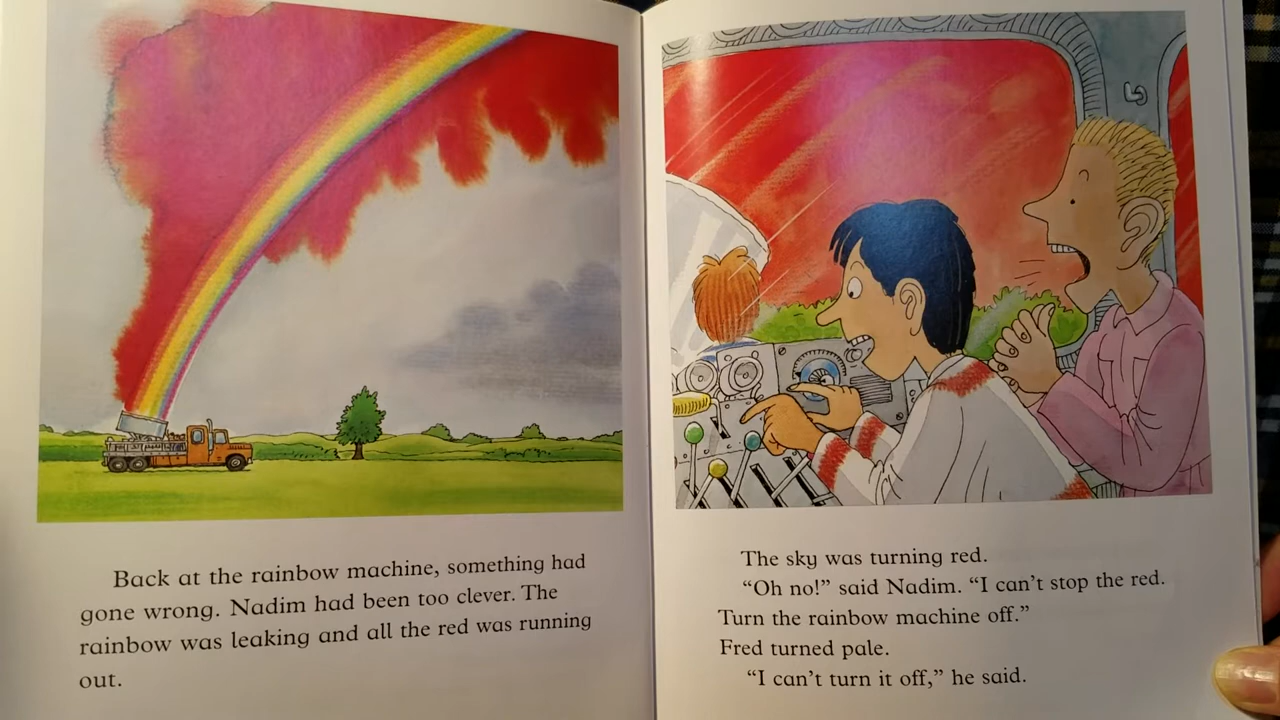 Back at the rainbow machine, something had
gone wrong. Nadim had been too clever. The
rainbow was leaking and all the red was running
out.
The sky was turning red.
“Oh no!” said Nadim. “I can’t stop the red.
Turn the rainbow machine off.”
Fred turned pale.
“I can’t turn it off,” he said.